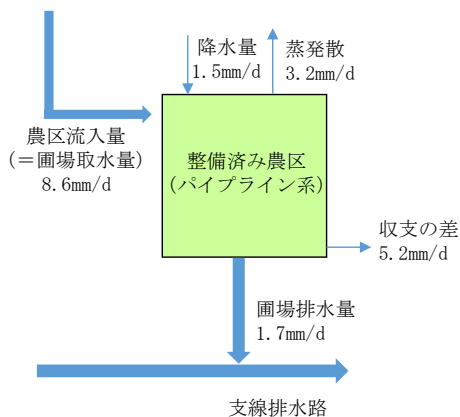 降水量
1.5mm/d
蒸発散
3.2mm/d
農区流入量
(＝圃場取水量)
8.6mm/d
整備済み農区
(パイプライン系)
収支の差
5.2mm/d
圃場排水量
1.7mm/d
支線排水路